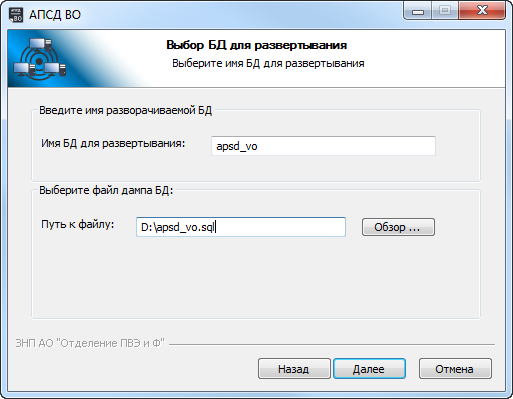 АПСД ВО
Выбор БД для развертывания
Выберите имя БД для развертывания
Введите имя разворачиваемой БД
Имя БД для развертывания:
apsd_vo
Выберите файл дампа БД:
Путь к файлу:
D:\apsd_vo.sql
Обзор ...
ЗНП АО "Отделение ПВЭ и Ф"
Назад
Далее
Отмена